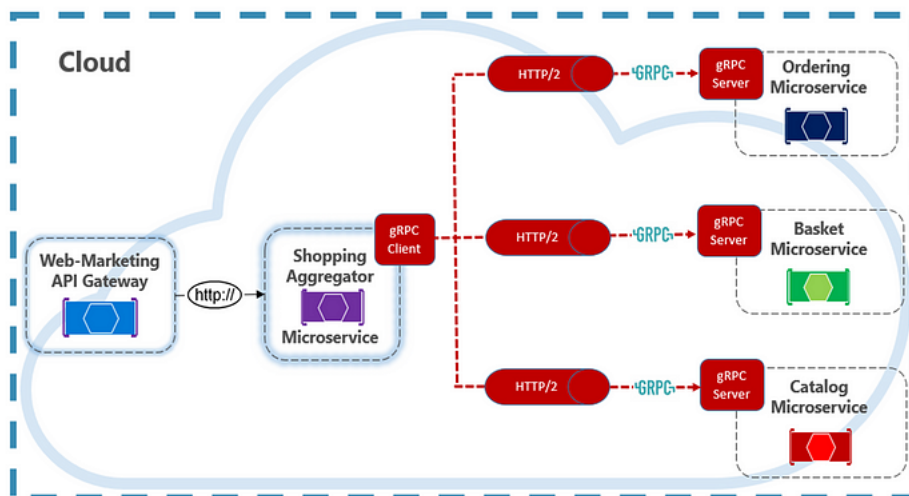 Cloud
Web-Marketing
API Gateway
http://
Shopping
Aggregator
Microservice
gRPC
Client
HTTP/2
GRPC
gRPC
Server
Ordering
Microservice
HTTP/2
GRPC
gRPC
Server
Basket
Microservice
HTTP/2
GRPC
gRPC
Server
Catalog
Microservice